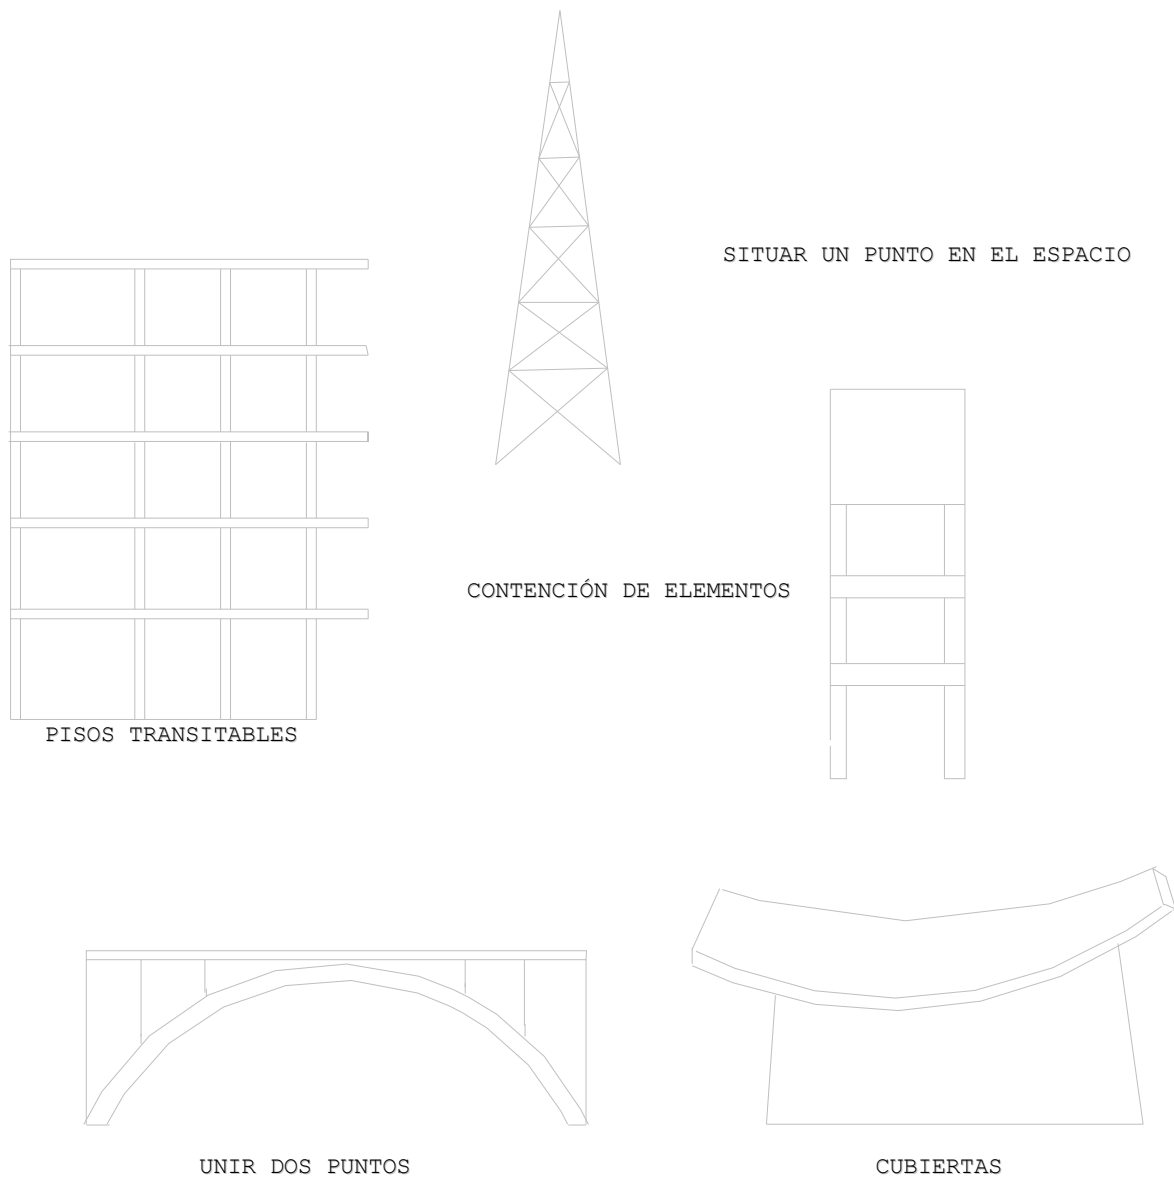 SITUAR UN PUNTO EN EL ESPACIO
CONTENCIÓN DE ELEMENTOS
PISOS TRANSITABLES
UNIR DOS PUNTOS
CUBIERTAS